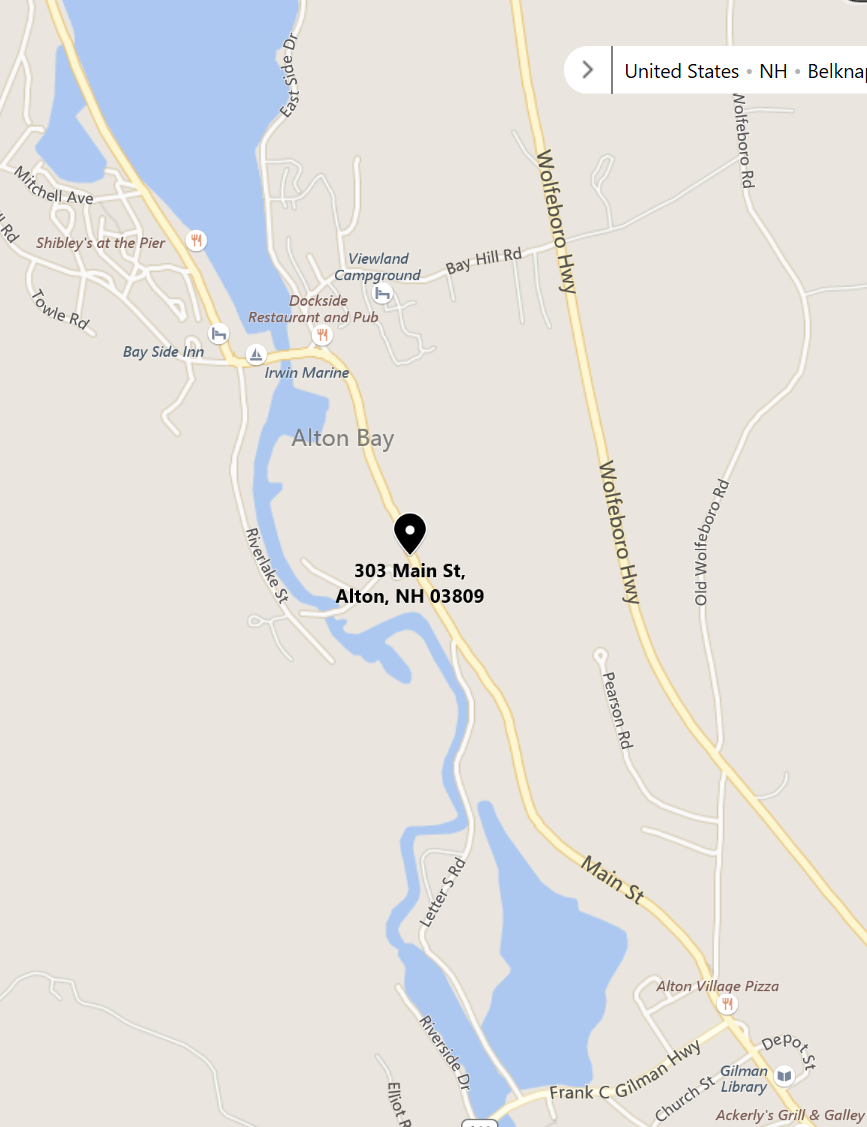 East Side Dr
United States • NH • Belknap
Wolfeboro Rd
Mitchell Ave
Wolfeboro Hwy
ll Rd
Shibley's at the Pier
Viewland
Campground
Bay Hill Rd
Towle Rd
Dockside
Restaurant and Pub
Bay Side Inn
Irwin Marine
Alton Bay
Wolfeboro Hwy
Old Wolfeboro Rd
Riverlake St
303 Main St,
Alton, NH 03809
Pearson Rd
Main St
Letter S Rd
Alton Village Pizza
Riverside Dr
Depot St
Frank C Gilman Hwy
Gilman
Library
Church St
Elliot R
Ackerly's Grill & Galley